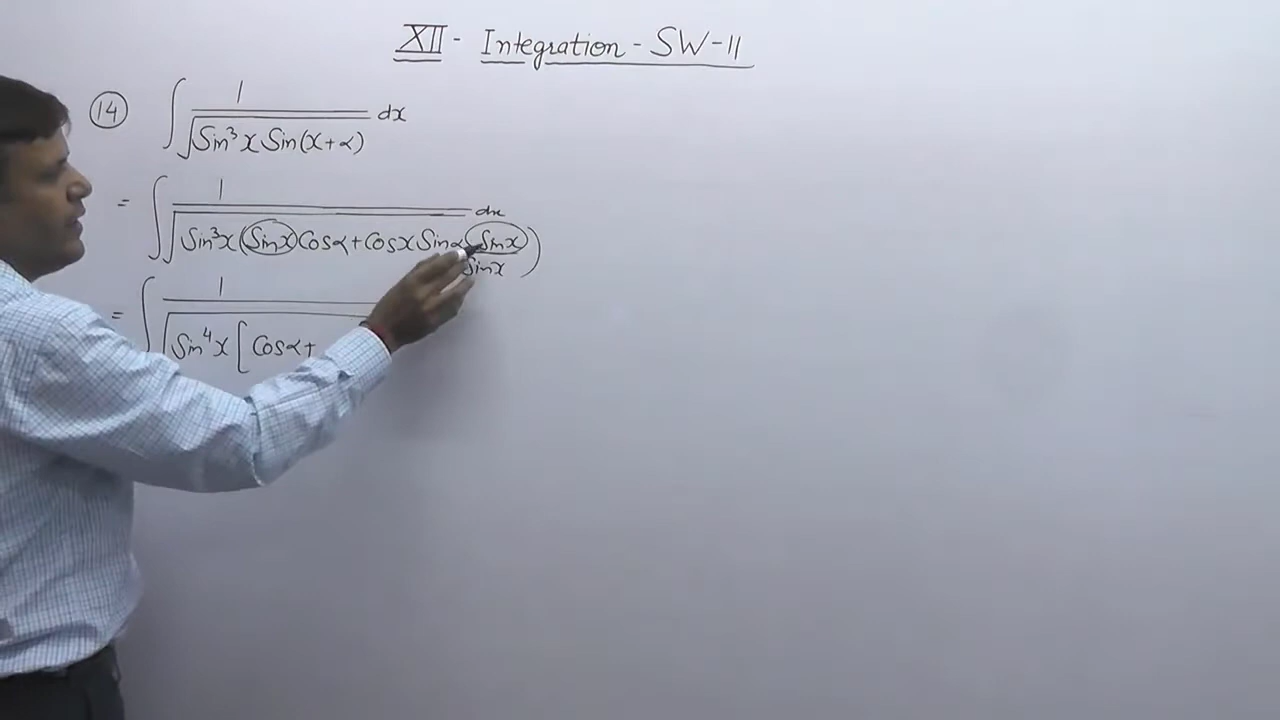 XII - Integration - SW-11
14 ∫ 1/√(Sin³x Sin(x+α)) dx
= ∫ 1/√(Sin³x(Sinx Cosα + Cosx Sinα Sinx/Sinx)) dx
= ∫ 1/√(Sin⁴x [Cosα +